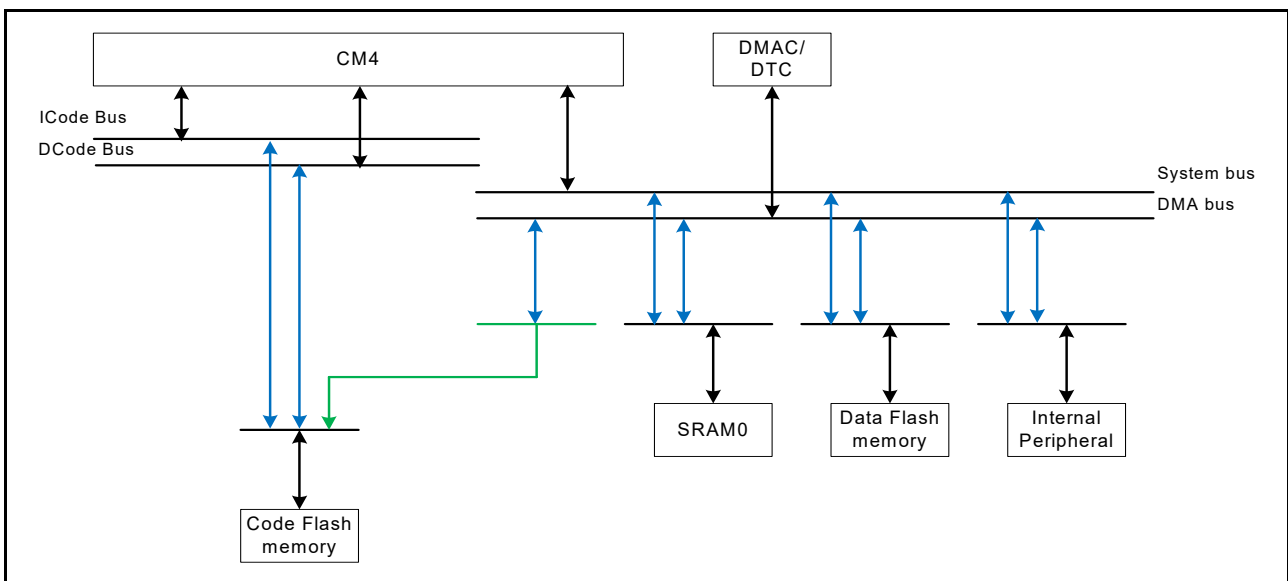 CM4
DMAC/
DTC
ICode Bus
DCode Bus
System bus
DMA bus
SRAM0
Data Flash
memory
Internal
Peripheral
Code Flash
memory